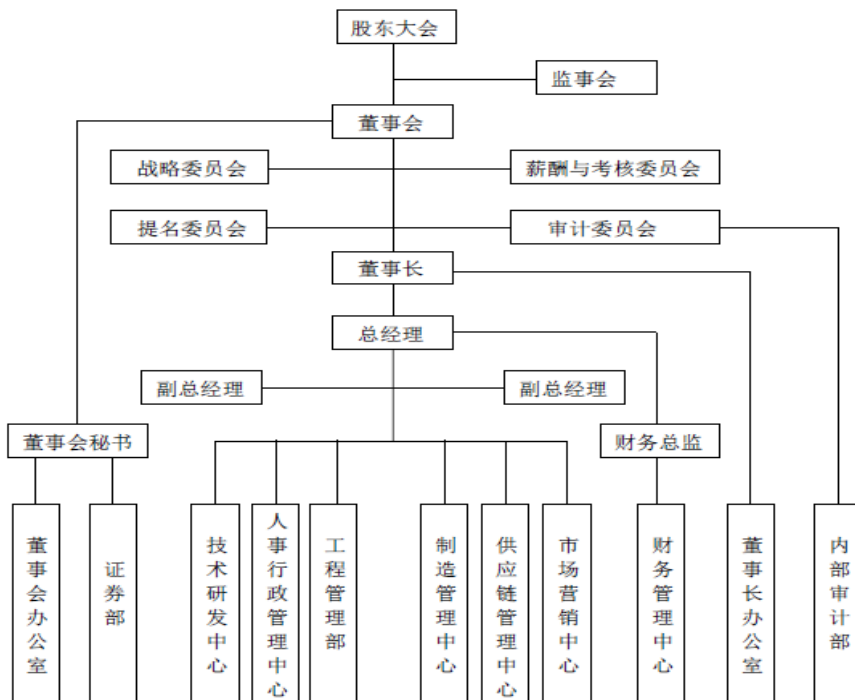 股东大会
监事会
董事会
战略委员会
薪酬与考核委员会
提名委员会
审计委员会
董事长
总经理
副总经理
副总经理
董事会秘书
财务总监
董事会办公室
证券部
技术研发中心
人事行政管理中心
工程管理部
制造管理中心
供应链管理中心
市场营销中心
财务管理中心
董事长办公室
内部审计部